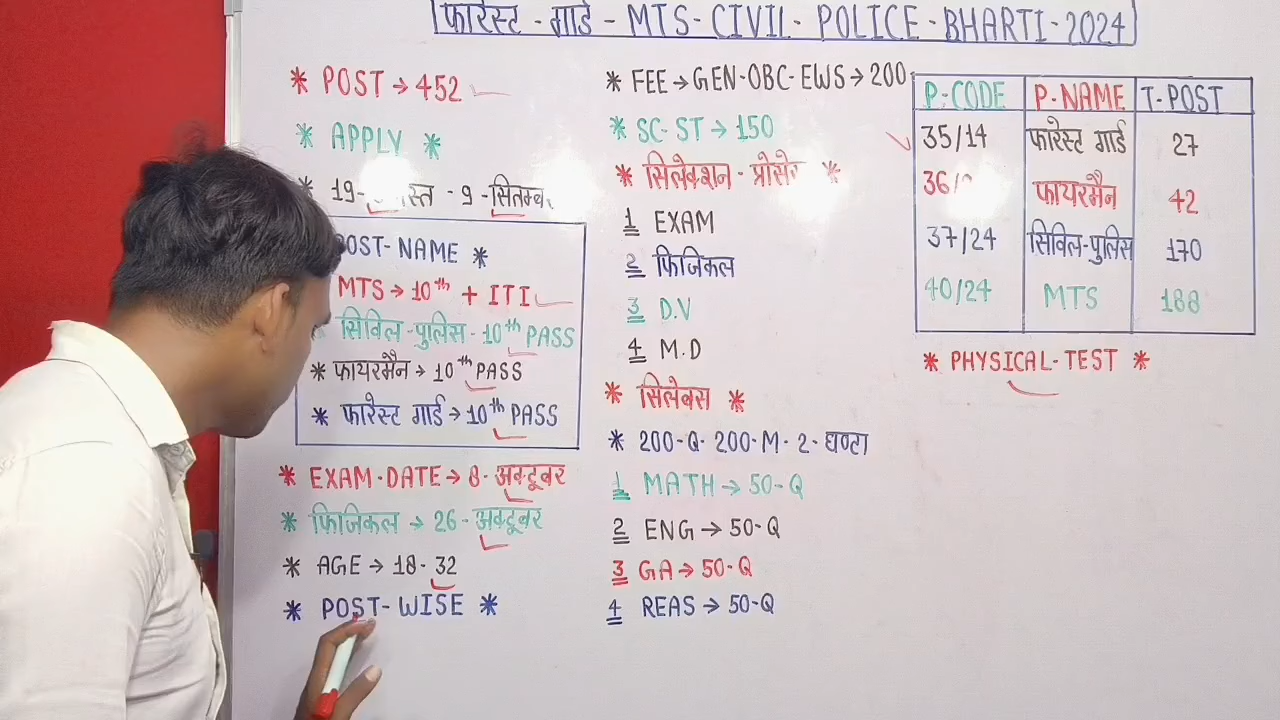 फारेस्ट - गार्ड - MTS - CIVIL - POLICE - BHARTI - 2024
* POST → 452
* APPLY *
* 19- - 9 - सितम्बर
POST - NAME *
MTS → 10th + ITI
सिविल - पुलिस - 10th PASS
* फायरमैन → 10th PASS
* फारेस्ट गार्ड → 10th PASS
* EXAM - DATE → 8 - अक्टूबर
* फिजिकल → 26 - अक्टूबर
* AGE → 18 - 32
* POST - WISE *
* FEE → GEN - OBC - EWS → 200
* SC - ST → 150
* सिलेक्शन - *
1 EXAM
2 फिजिकल
3 D.V
4 M.D
* सिलेबस *
* 200 - Q - 200 - M - 2 - घण्टा
1 MATH → 50 - Q
2 ENG → 50 - Q
3 GA → 50 - Q
4 REAS → 50 - Q
P - CODE P - NAME T - POST
35/14 फारेस्ट गार्ड 27
36/ फायरमैन 42
37/24 सिविल - पुलिस 170
40/24 MTS 188
* PHYSICAL - TEST *